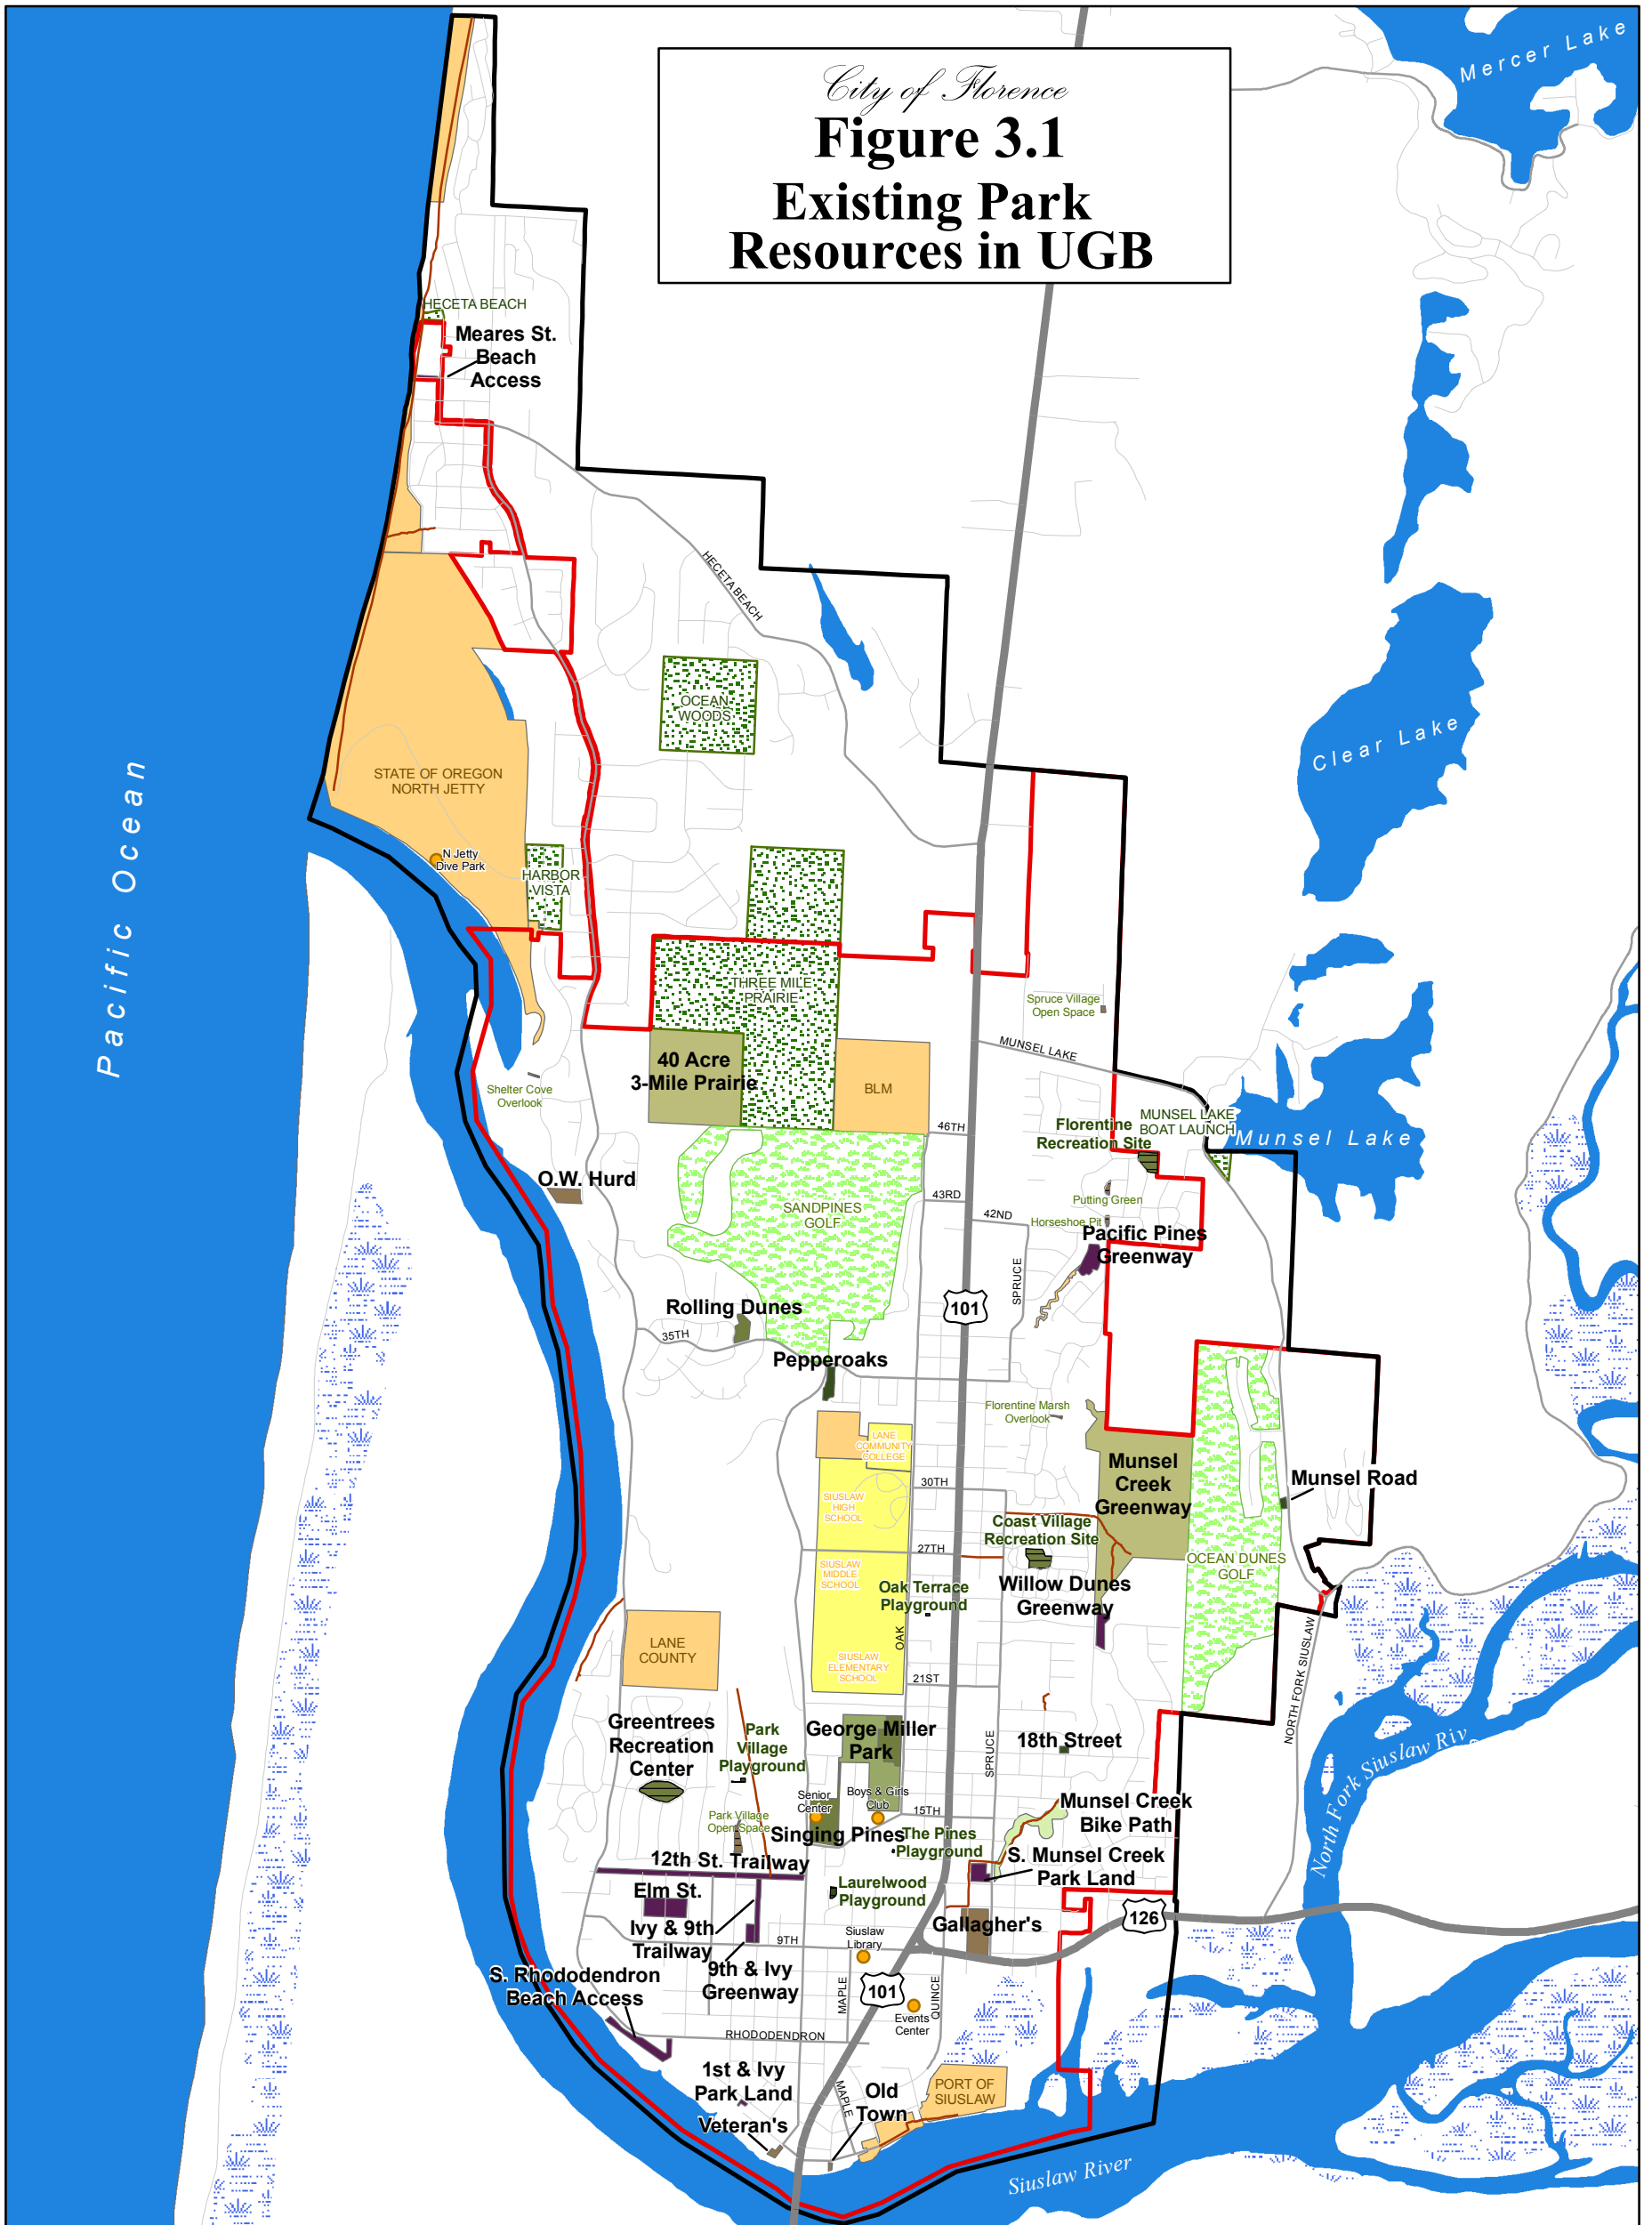 City of Florence
Figure 3.1
Existing Park
Resources in UGB
Mercer Lake
HECETA BEACH
Meares St.
Beach
Access
HECETA BEACH
OCEAN
WOODS
Clear Lake
STATE OF OREGON
NORTH JETTY
Pacific Ocean
N Jetty
Dive Park
HARBOR
VISTA
THREE MILE
PRAIRIE
Spruce Village
Open Space
MUNSEL LAKE
40 Acre
3-Mile Prairie
BLM
Shelter Cove
Overlook
46TH
Florentine
Recreation Site
MUNSEL LAKE
BOAT LAUNCH
Munsel Lake
O.W. Hurd
43RD
Putting Green
SANDPINES
GOLF
42ND
Horseshoe Pit
Pacific Pines
Greenway
SPRUCE
101
Rolling Dunes
35TH
Pepperoaks
Florentine Marsh
Overlook
LANE
COMMUNITY
COLLEGE
Munsel
Creek
Greenway
Munsel Road
30TH
SIUSLAW
HIGH
SCHOOL
Coast Village
Recreation Site
27TH
OCEAN DUNES
GOLF
SIUSLAW
MIDDLE
SCHOOL
Oak Terrace
Playground
Willow Dunes
Greenway
OAK
LANE
COUNTY
SIUSLAW
ELEMENTARY
SCHOOL
21ST
NORTH FORK SIUSLAW
Greentrees
Recreation
Center
Park
Village
Playground
George Miller
Park
18th Street
SPRUCE
North Fork Siuslaw Riv
Senior
Center
Boys & Girls
Club
15TH
Munsel Creek
Bike Path
Park Village
Open Space
Singing Pines
The Pines
Playground
12th St. Trailway
S. Munsel Creek
Park Land
Elm St.
Laurelwood
Playground
Ivy & 9th
Trailway
Gallagher's
126
9TH
Siuslaw
Library
9th & Ivy
Greenway
S. Rhododendron
Beach Access
MAPLE
101
QUINCE
Events
Center
RHODODENDRON
1st & Ivy
Park Land
MAPLE
Old
Town
PORT OF
SIUSLAW
Veteran's
Siuslaw River